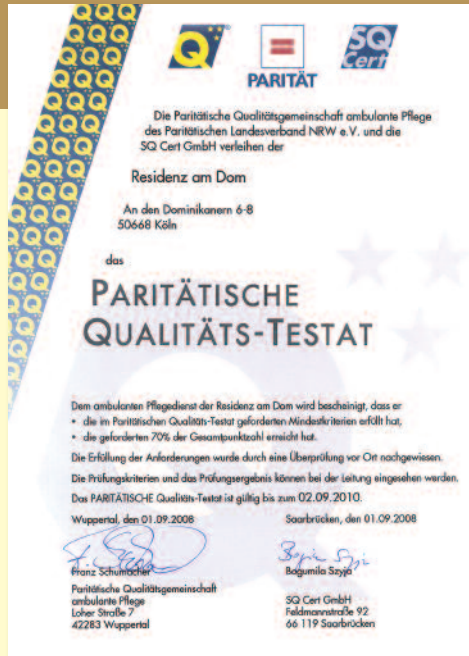 Q
PARITÄT
SQ
Cert
Die Paritätische Qualitätsgemeinschaft ambulante Pflege
des Paritätischen Landesverband NRW e.V. und die
SQ Cert GmbH verleihen der
Residenz am Dom
An den Dominikanern 6-8
50668 Köln
das
PARITÄTISCHE
QUALITÄTS-TESTAT
Dem ambulanten Pflegedienst der Residenz am Dom wird bescheinigt, dass er
• die im Paritätischen Qualitäts-Testat geforderten Mindestkriterien erfüllt hat,
• die geforderten 70% der Gesamtpunktzahl erreicht hat.
Die Erfüllung der Anforderungen wurde durch eine Überprüfung vor Ort nachgewiesen.
Die Prüfungskriterien und das Prüfungsergebnis können bei der Leitung eingesehen werden.
Das PARITÄTISCHE Qualitäts-Testat ist gültig bis zum 02.09.2010.
Wuppertal, den 01.09.2008
Saarbrücken, den 01.09.2008
Franz Schumacher
Bogumila Szyja
Paritätische Qualitätsgemeinschaft
ambulante Pflege
Loher Straße 7
42283 Wuppertal
SQ Cert GmbH
Feldmannstraße 92
66 119 Saarbrücken